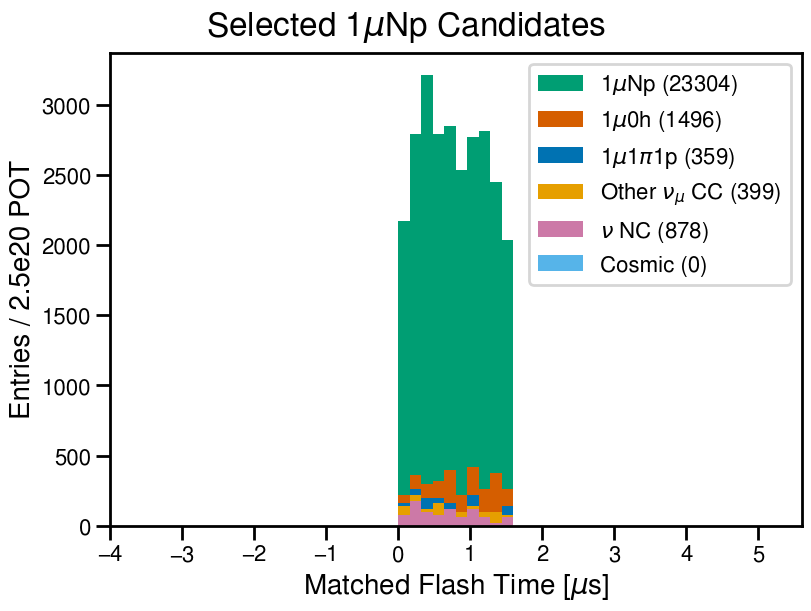 Selected 1μNp Candidates
Entries / 2.5e20 POT
3000
2500
2000
1500
1000
500
0
1μNp (23304)
1μ0h (1496)
1μ1π1p (359)
Other νμ CC (399)
ν NC (878)
Cosmic (0)
−4 −3 −2 −1 0 1 2 3 4 5
Matched Flash Time [μs]